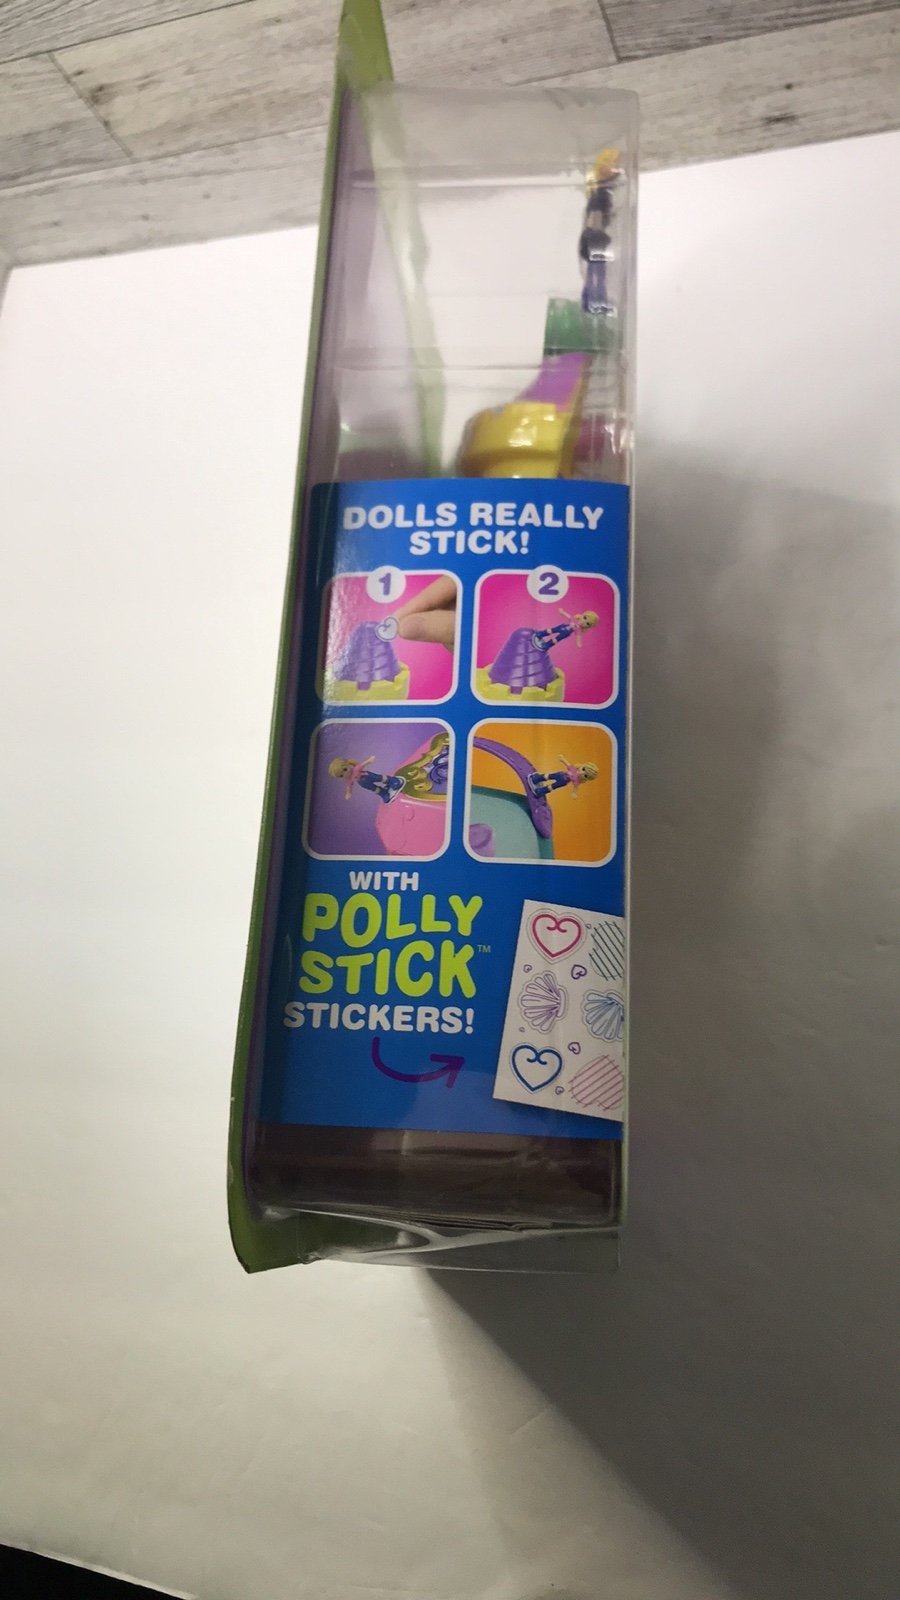 DOLLS REALLY
STICK!
1
2
WITH
POLLY
STICK™
STICKERS!